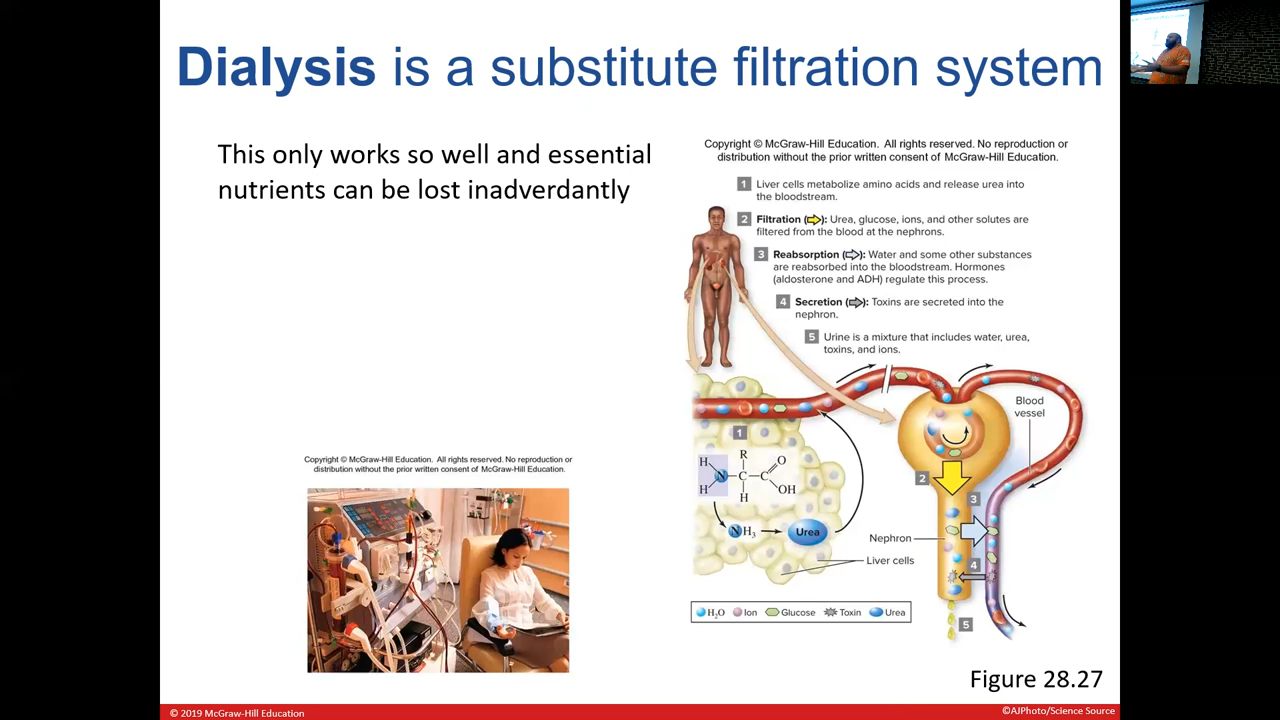 Dialysis is a substitute filtration system
This only works so well and essential
nutrients can be lost inadverdantly
Copyright © McGraw-Hill Education. All rights reserved. No reproduction or
distribution without the prior written consent of McGraw-Hill Education.
1 Liver cells metabolize amino acids and release urea into
the bloodstream.
2 Filtration (): Urea, glucose, ions, and other solutes are
filtered from the blood at the nephrons.
3 Reabsorption (): Water and some other substances
are reabsorbed into the bloodstream. Hormones
(aldosterone and ADH) regulate this process.
4 Secretion (): Toxins are secreted into the
nephron.
5 Urine is a mixture that includes water, urea,
toxins, and ions.
Blood
vessel
1
H
R
O
N
C
C
H
H
OH
2
3
NH₃
Urea
Nephron
Liver cells
4
5
H₂O Ion Glucose Toxin Urea
Copyright © McGraw-Hill Education. All rights reserved. No reproduction or
distribution without the prior written consent of McGraw-Hill Education.
Figure 28.27
© 2019 McGraw-Hill Education
©AJPhoto/Science Source